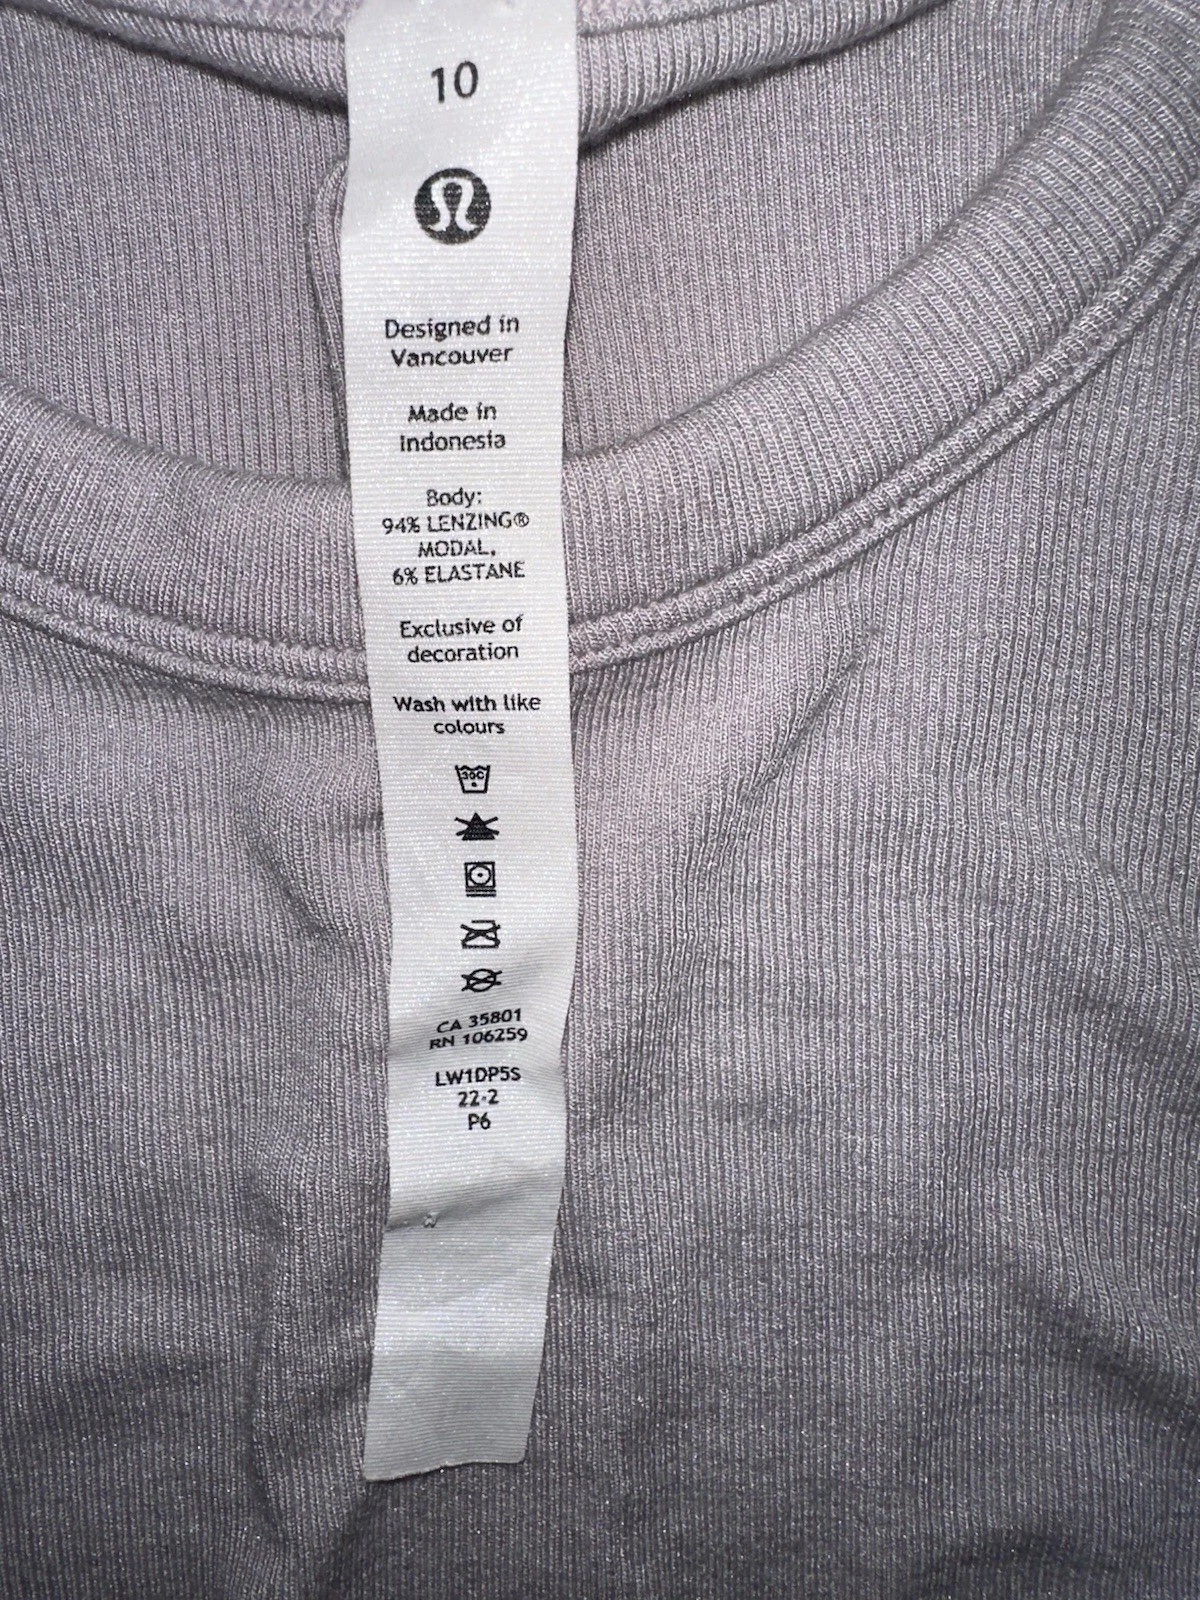 10
Designed in
Vancouver
Made in
Indonesia
Body:
94% LENZING®
MODAL,
6% ELASTANE
Exclusive of
decoration
Wash with like
colours
30C
CA 35801
RN 106259
LW1DP5S
22-2
P6